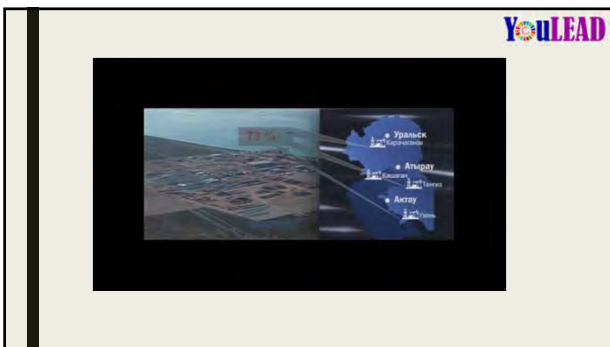 YouLEAD
73 %
Уральск
Карачаганак
Атырау
Кашаган
Тенгиз
Актау
Узень